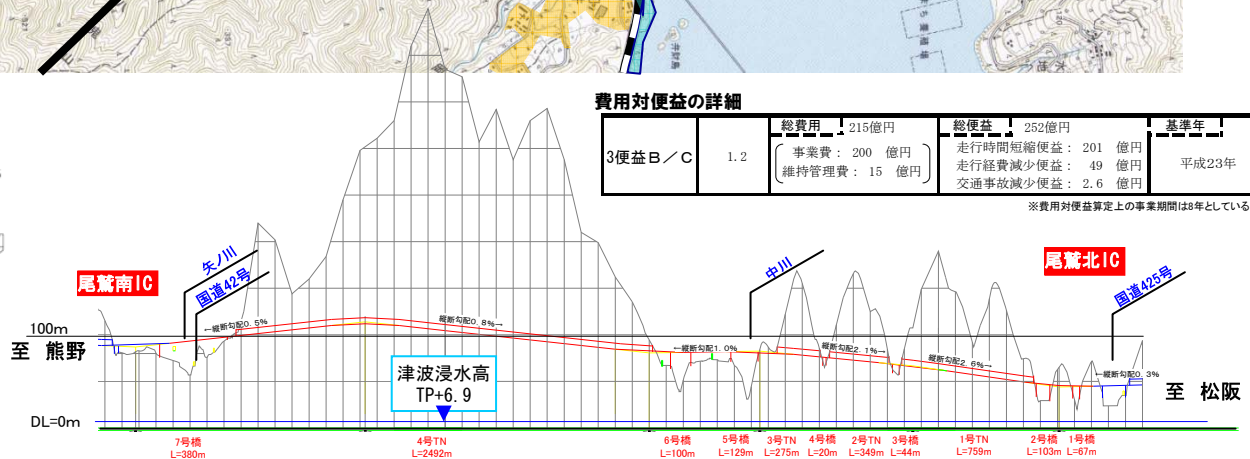 井財島
費用対便益の詳細
3便益B／C
1.2
総費用 215億円
事業費： 200 億円
維持管理費： 15 億円
総便益 252億円
走行時間短縮便益： 201 億円
走行経費減少便益： 49 億円
交通事故減少便益： 2.6 億円
基準年
平成23年
※費用対便益算定上の事業期間は8年としている
尾鷲南IC
矢ノ川
国道42号
中川
尾鷲北IC
国道425号
100m
至 熊野
←縦断勾配0.5%
縦断勾配0.8%→
←縦断勾配1.0%
縦断勾配2.1%→
縦断勾配2.6%→
←縦断勾配0.3%
至 松阪
津波浸水高
TP+6.9
DL=0m
7号橋
L=380m
4号TN
L=2492m
6号橋
L=100m
5号橋
L=129m
3号TN
L=275m
4号橋
L=20m
2号TN
L=349m
3号橋
L=44m
1号TN
L=759m
2号橋
L=103m
1号橋
L=67m